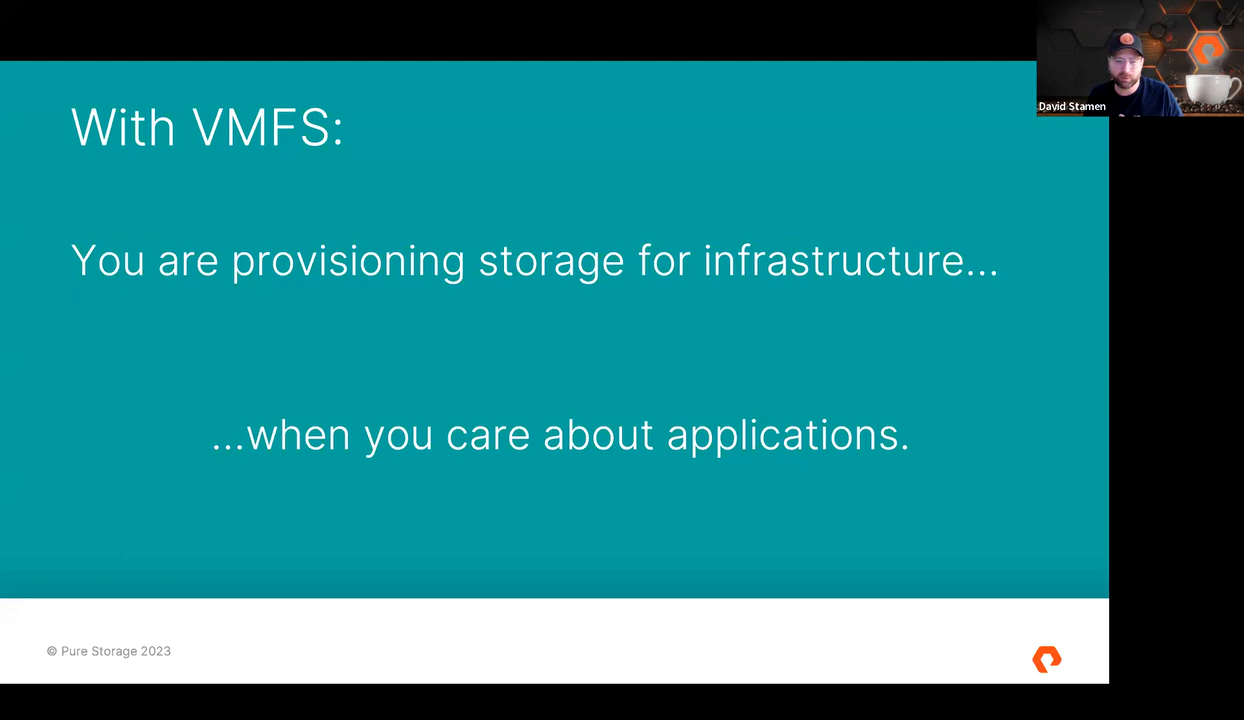 David Stamen
With VMFS:
You are provisioning storage for infrastructure...
...when you care about applications.
© Pure Storage 2023